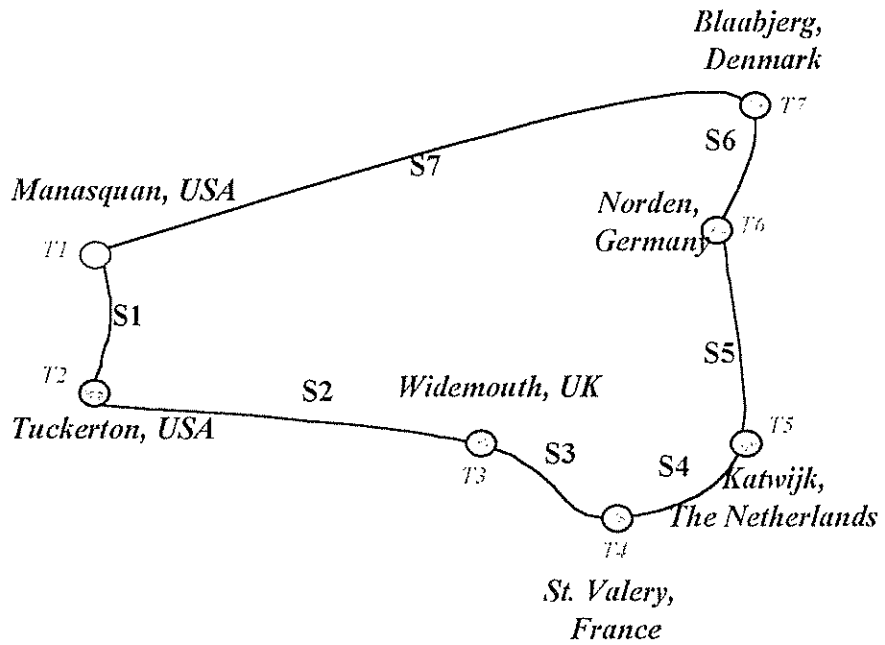 Blaabjerg,
Denmark
T7
S6
S7
Manasquan, USA
Norden,
Germany
T6
T1
S1
S5
T2
S2
Widemouth, UK
Tuckerton, USA
T5
S3
T3
S4
Katwijk,
The Netherlands
T4
St. Valery,
France